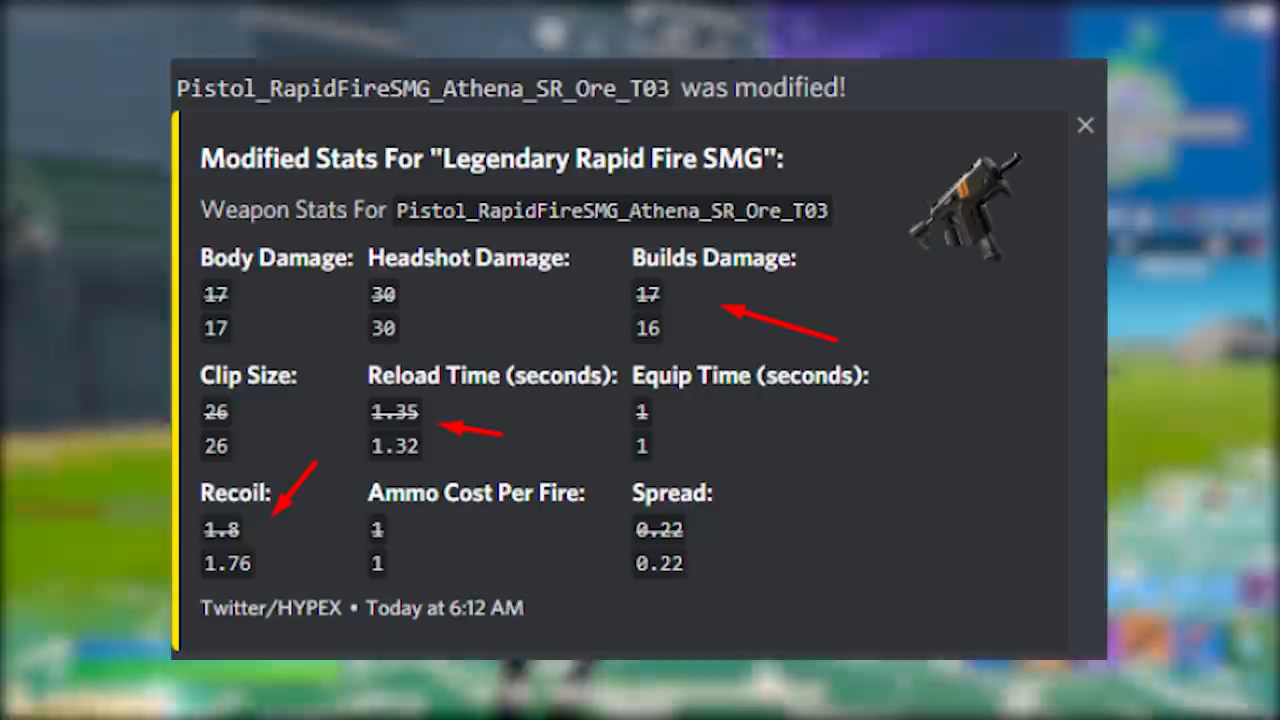 Pistol_RapidFireSMG_Athena_SR_Ore_T03 was modified!
Modified Stats For "Legendary Rapid Fire SMG":
Weapon Stats For Pistol_RapidFireSMG_Athena_SR_Ore_T03
Body Damage: Headshot Damage: Builds Damage:
17 30 17
17 30 16
Clip Size: Reload Time (seconds): Equip Time (seconds):
26 1.35 1
26 1.32 1
Recoil: Ammo Cost Per Fire: Spread:
1.8 1 0.22
1.76 1 0.22
Twitter/HYPEX • Today at 6:12 AM